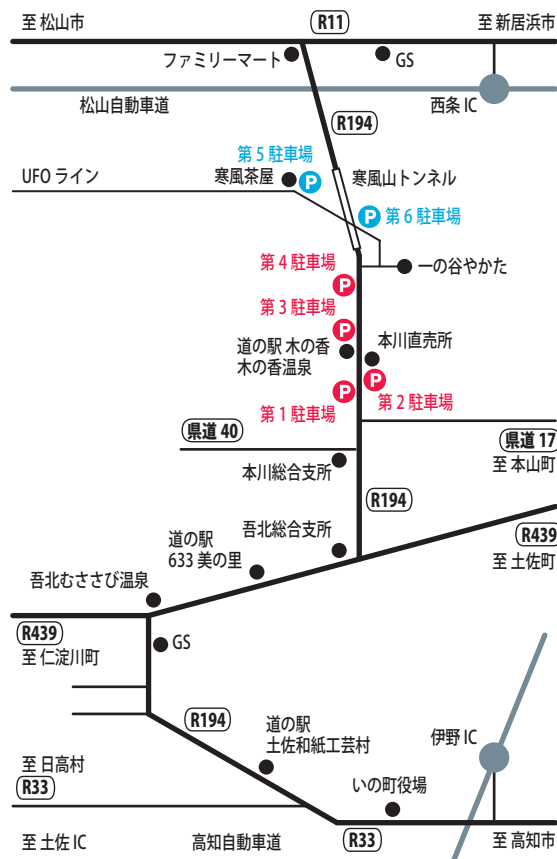 至 松山市
R11
至 新居浜市
ファミリーマート
GS
松山自動車道
西条 IC
R194
第 5 駐車場
UFO ライン
寒風茶屋
P
寒風山トンネル
P
第 6 駐車場
第 4 駐車場
一の谷やかた
P
第 3 駐車場
P
道の駅 木の香
木の香温泉
本川直売所
P
P
第 1 駐車場
第 2 駐車場
県道 40
県道 17
至 本山町
本川総合支所
R194
吾北総合支所
R439
至 土佐町
道の駅
633 美の里
吾北むささび温泉
R439
至 仁淀川町
GS
R194
道の駅
土佐和紙工芸村
伊野 IC
至 日高村
R33
いの町役場
至 土佐 IC
高知自動車道
R33
至 高知市